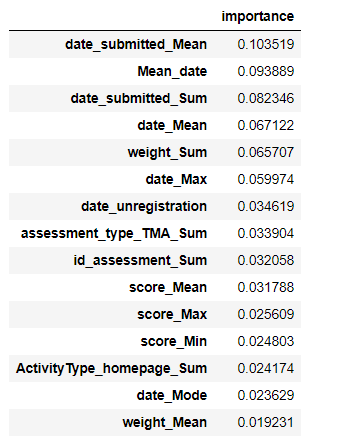 importance
date_submitted_Mean 0.103519
Mean_date 0.093889
date_submitted_Sum 0.082346
date_Mean 0.067122
weight_Sum 0.065707
date_Max 0.059974
date_unregistration 0.034619
assessment_type_TMA_Sum 0.033904
id_assessment_Sum 0.032058
score_Mean 0.031788
score_Max 0.025609
score_Min 0.024803
ActivityType_homepage_Sum 0.024174
date_Mode 0.023629
weight_Mean 0.019231